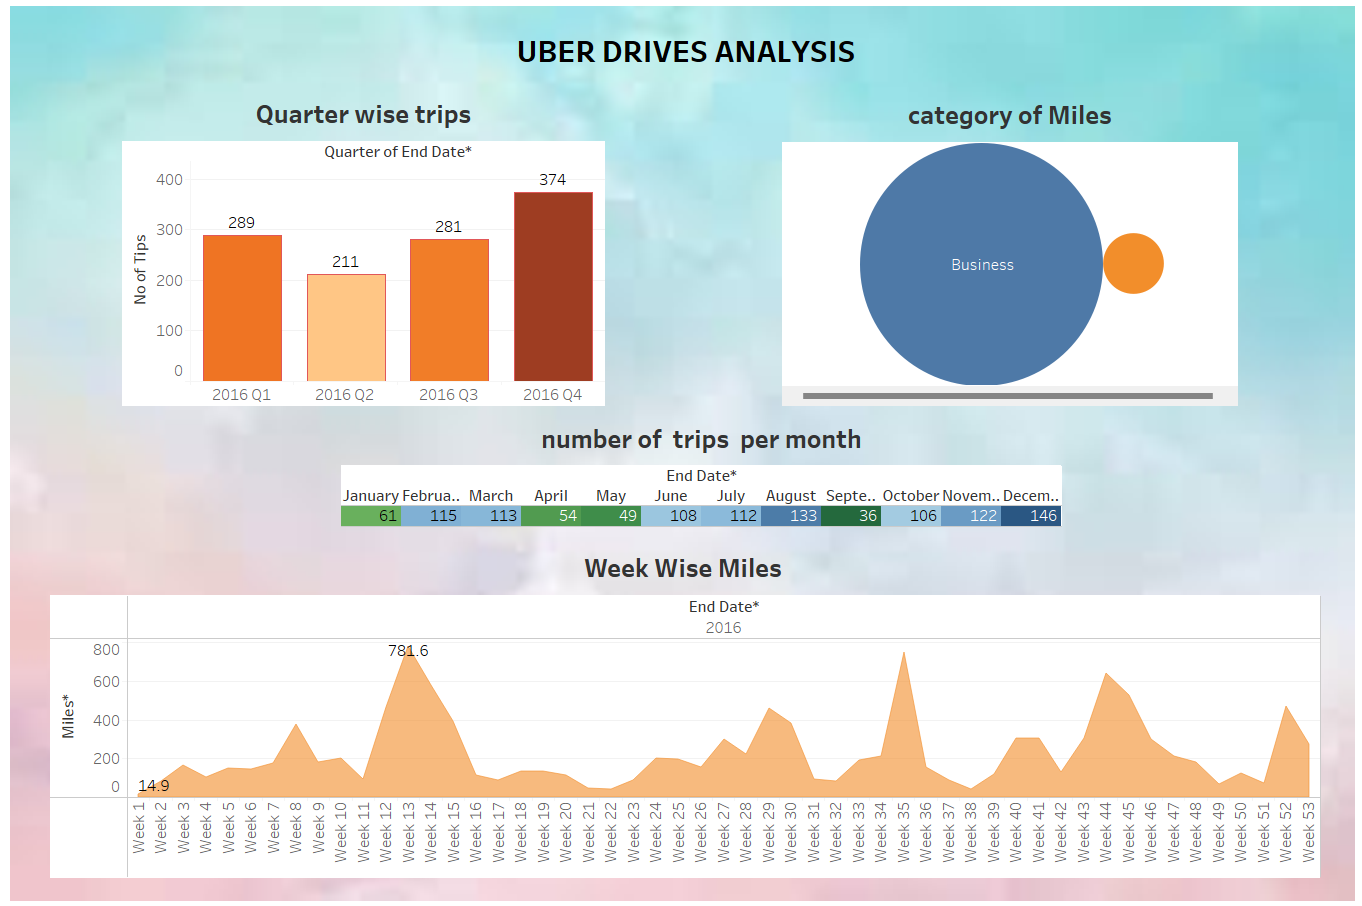 UBER DRIVES ANALYSIS
Quarter wise trips
Quarter of End Date*
No of Tips
400
300
200
100
0
289
211
281
374
2016 Q1 2016 Q2 2016 Q3 2016 Q4
category of Miles
Business
number of trips per month
End Date*
January Februa.. March April May June July August Septe.. October Novem.. Decem..
61 115 113 54 49 108 112 133 36 106 122 146
Week Wise Miles
End Date*
2016
Miles*
800
600
400
200
0
781.6
14.9
Week 1
Week 2
Week 3
Week 4
Week 5
Week 6
Week 7
Week 8
Week 9
Week 10
Week 11
Week 12
Week 13
Week 14
Week 15
Week 16
Week 17
Week 18
Week 19
Week 20
Week 21
Week 22
Week 23
Week 24
Week 25
Week 26
Week 27
Week 28
Week 29
Week 30
Week 31
Week 32
Week 33
Week 34
Week 35
Week 36
Week 37
Week 38
Week 39
Week 40
Week 41
Week 42
Week 43
Week 44
Week 45
Week 46
Week 47
Week 48
Week 49
Week 50
Week 51
Week 52
Week 53